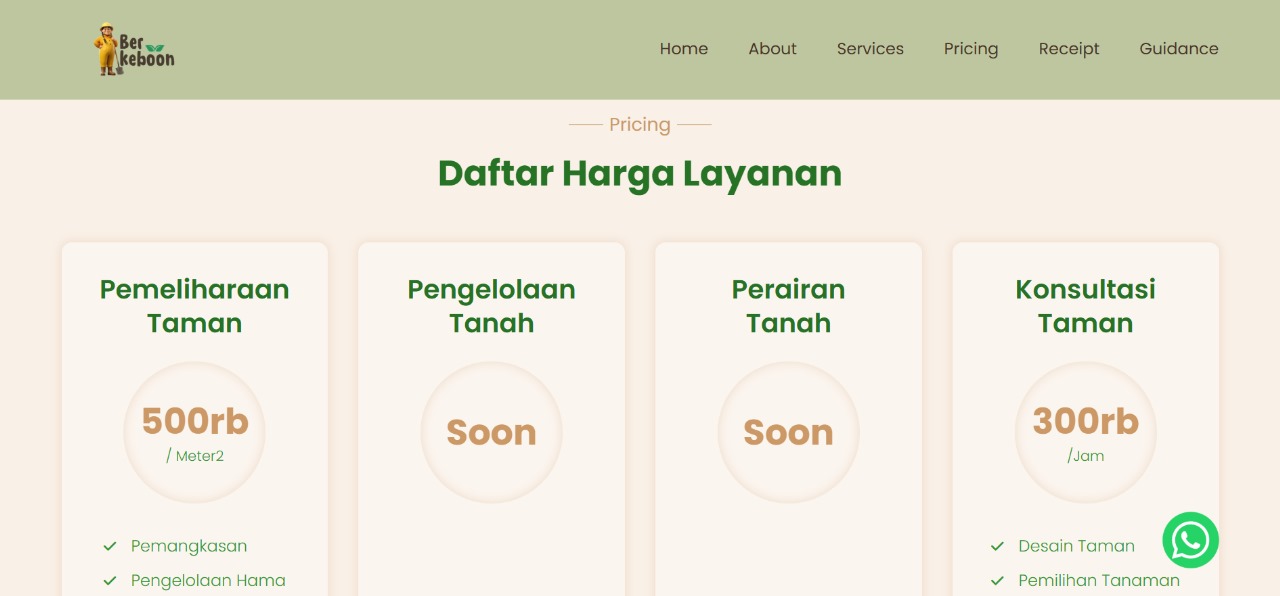 Ber
keboon
Home About Services Pricing Receipt Guidance
Pricing
Daftar Harga Layanan
Pemeliharaan
Taman
500rb
/ Meter2
Pemangkasan
Pengelolaan Hama
Pengelolaan
Tanah
Soon
Perairan
Tanah
Soon
Konsultasi
Taman
300rb
/Jam
Desain Taman
Pemilihan Tanaman